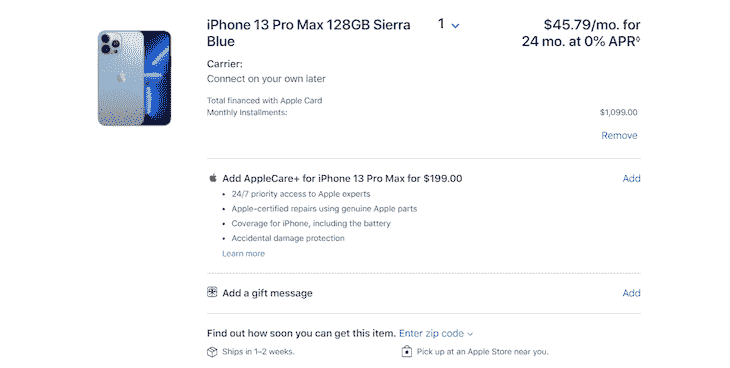 iPhone 13 Pro Max 128GB Sierra Blue
1
$45.79/mo. for
24 mo. at 0% APR◊
Carrier:
Connect on your own later
Total financed with Apple Card
Monthly Installments:
$1,099.00
Remove
Add AppleCare+ for iPhone 13 Pro Max for $199.00
Add
• 24/7 priority access to Apple experts
• Apple-certified repairs using genuine Apple parts
• Coverage for iPhone, including the battery
• Accidental damage protection
Learn more
Add a gift message
Add
Find out how soon you can get this item. Enter zip code
Ships in 1–2 weeks.
Pick up at an Apple Store near you.